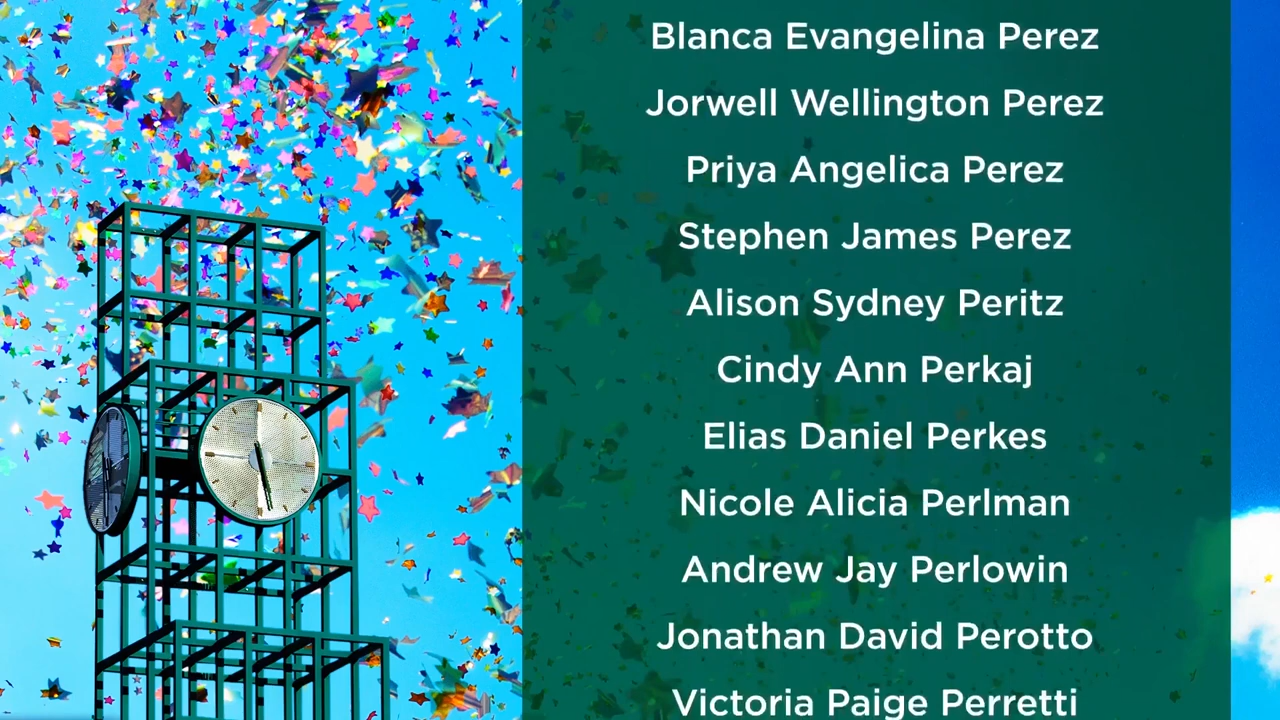 Blanca Evangelina Perez
Jorwell Wellington Perez
Priya Angelica Perez
Stephen James Perez
Alison Sydney Peritz
Cindy Ann Perkaj
Elias Daniel Perkes
Nicole Alicia Perlman
Andrew Jay Perlowin
Jonathan David Perotto
Victoria Paige Perretti